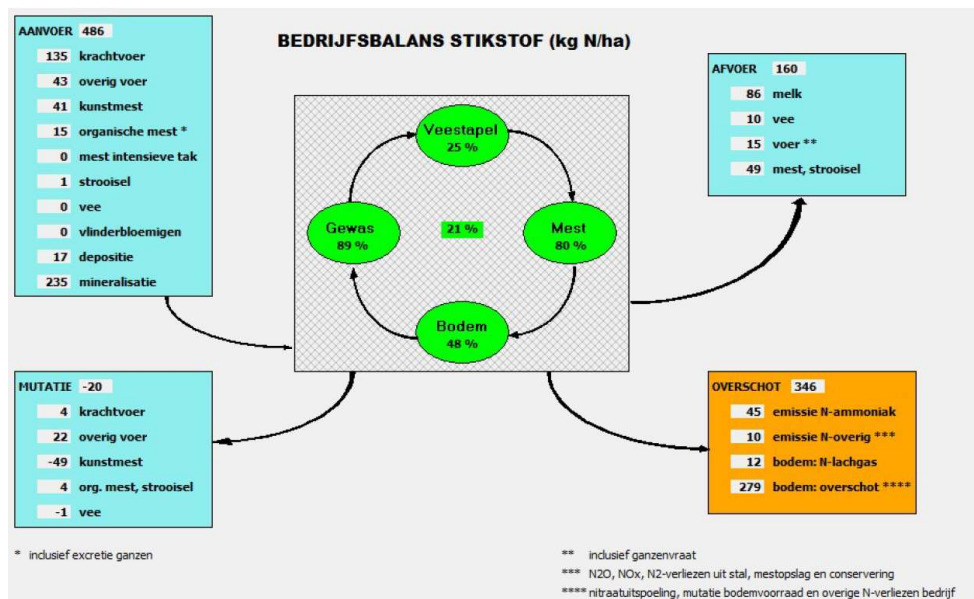 BEDRIJFSBALANS STIKSTOF (kg N/ha)
AANVOER 486
135 krachtvoer
43 overig voer
41 kunstmest
15 organische mest *
0 mest intensieve tak
1 strooisel
0 vee
0 vlinderbloemigen
17 depositie
235 mineralisatie
Veestapel
25 %
Gewas
89 %
21 %
Mest
80 %
Bodem
48 %
AFVOER 160
86 melk
10 vee
15 voer **
49 mest, strooisel
MUTATIE -20
4 krachtvoer
22 overig voer
-49 kunstmest
4 org. mest, strooisel
-1 vee
OVERSCHOT 346
45 emissie N-ammoniak
10 emissie N-overig ***
12 bodem: N-lachgas
279 bodem: overschot ****
* inclusief excretie ganzen
** inclusief ganzenvraat
*** N2O, NOx, N2-verliezen uit stal, mestopslag en conservering
**** nitraatuitspoeling, mutatie bodemvoorraad en overige N-verliezen bedrijf